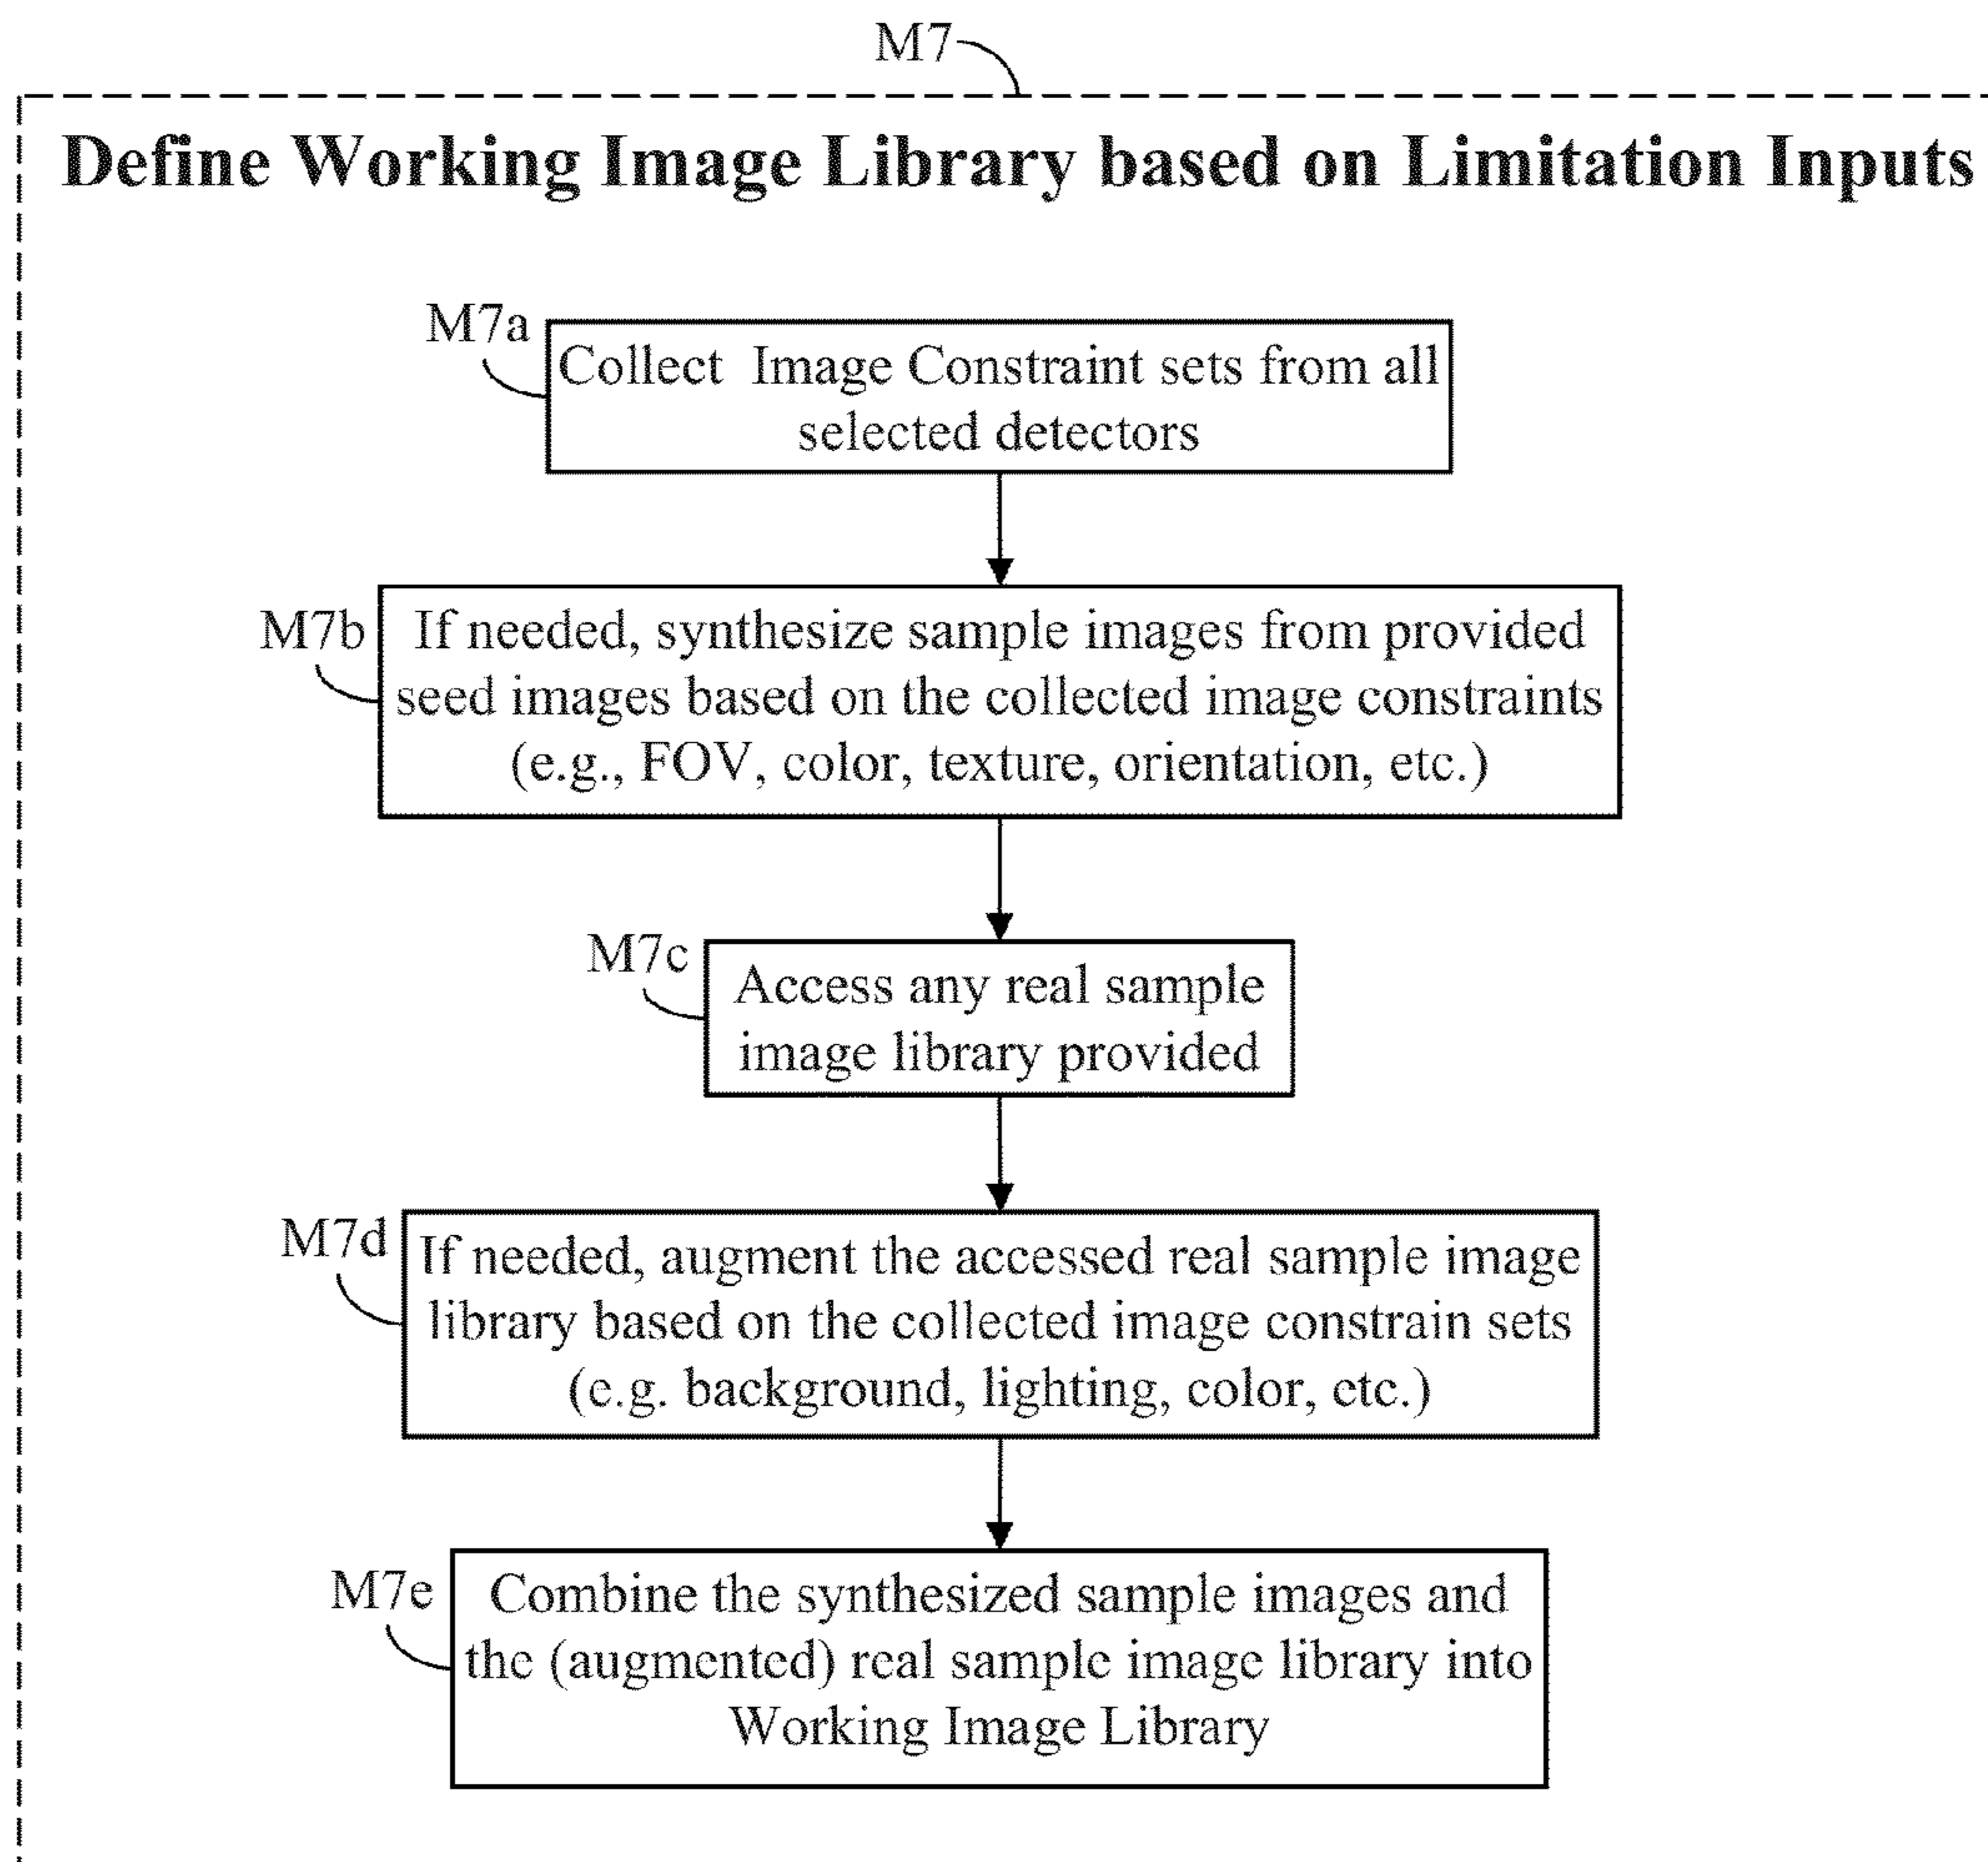 M7
Define Working Image Library based on Limitation Inputs
M7a
Collect Image Constraint sets from all
selected detectors
M7b
If needed, synthesize sample images from provided
seed images based on the collected image constraints
(e.g., FOV, color, texture, orientation, etc.)
M7c
Access any real sample
image library provided
M7d
If needed, augment the accessed real sample image
library based on the collected image constrain sets
(e.g. background, lighting, color, etc.)
M7e
Combine the synthesized sample images and
the (augmented) real sample image library into
Working Image Library